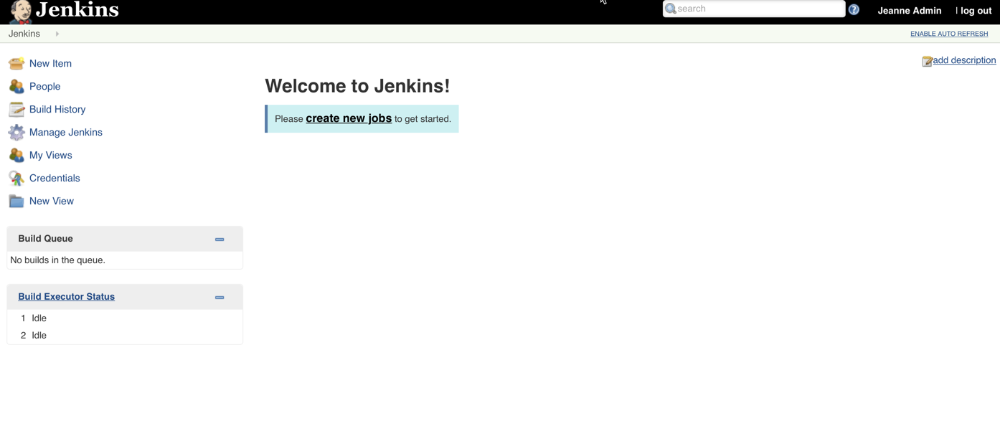 Jenkins
search
?
Jeanne Admin | log out
Jenkins
ENABLE AUTO REFRESH
New Item
People
Build History
Manage Jenkins
My Views
Credentials
New View
add description
Welcome to Jenkins!
Please create new jobs to get started.
Build Queue
No builds in the queue.
Build Executor Status
1 Idle
2 Idle